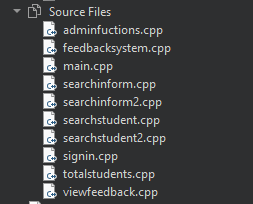 Source Files
adminfuctions.cpp
feedbacksystem.cpp
main.cpp
searchinform.cpp
searchinform2.cpp
searchstudent.cpp
searchstudent2.cpp
signin.cpp
totalstudents.cpp
viewfeedback.cpp